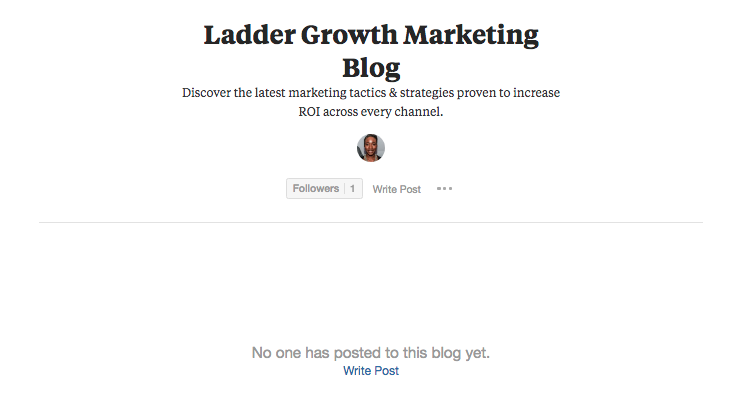 Ladder Growth Marketing
Blog
Discover the latest marketing tactics & strategies proven to increase
ROI across every channel.
Followers 1 Write Post
No one has posted to this blog yet.
Write Post